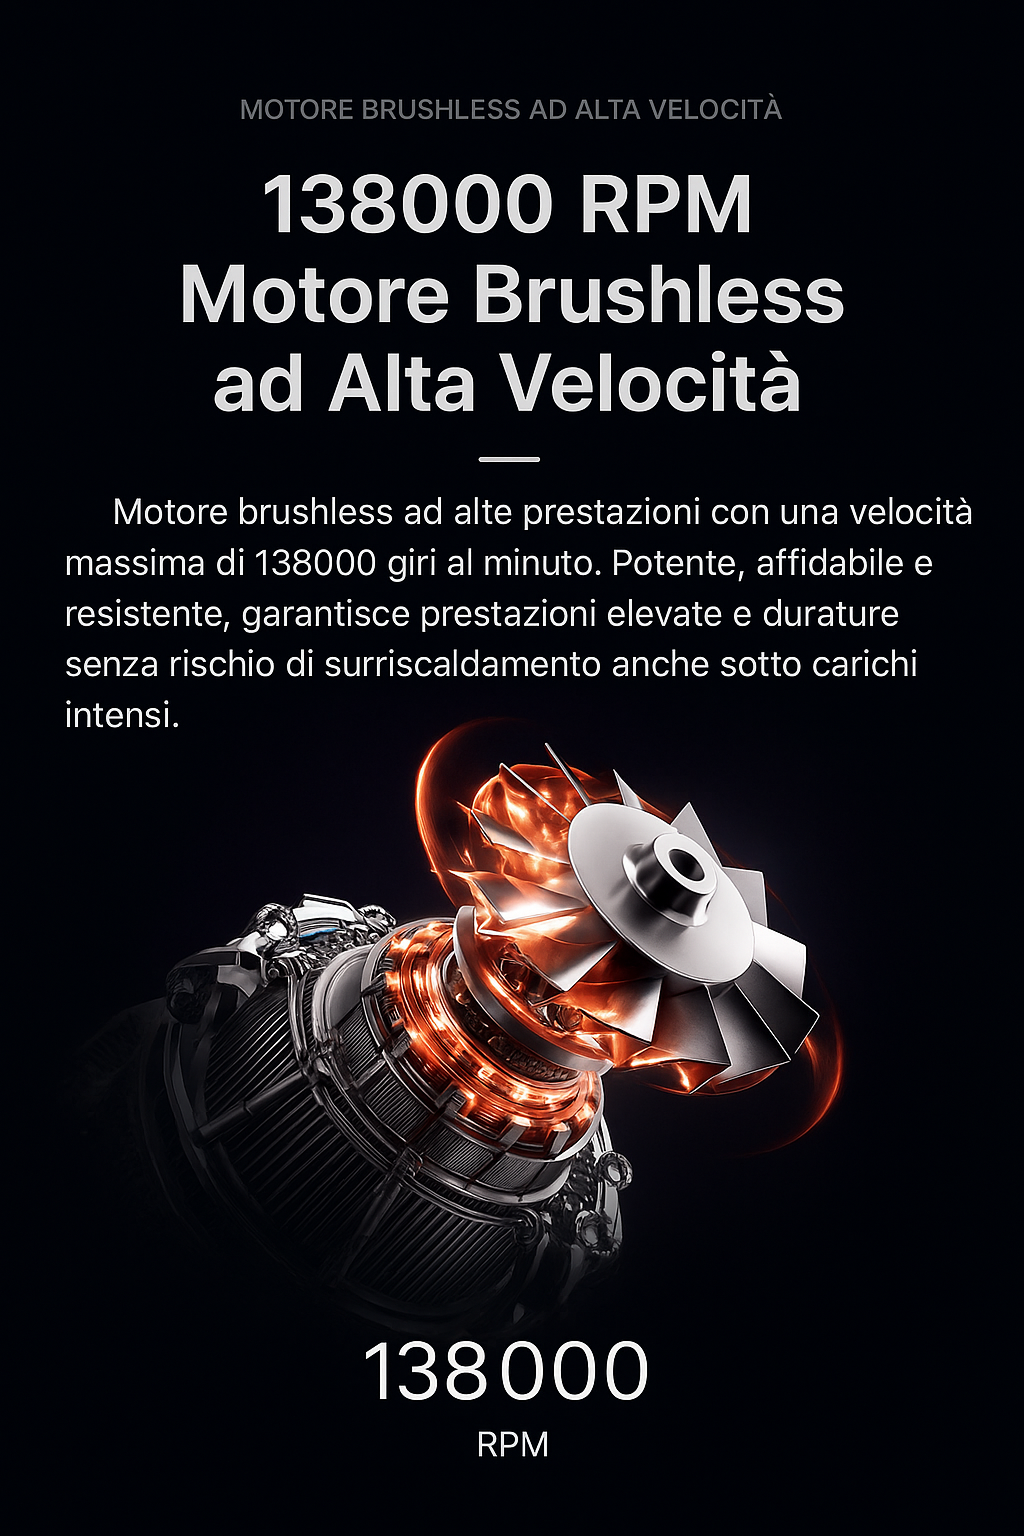 MOTORE BRUSHLESS AD ALTA VELOCITÀ
138000 RPM
Motore Brushless
ad Alta Velocità
Motore brushless ad alte prestazioni con una velocità
massima di 138000 giri al minuto. Potente, affidabile e
resistente, garantisce prestazioni elevate e durature
senza rischio di surriscaldamento anche sotto carichi
intensi.
138000
RPM